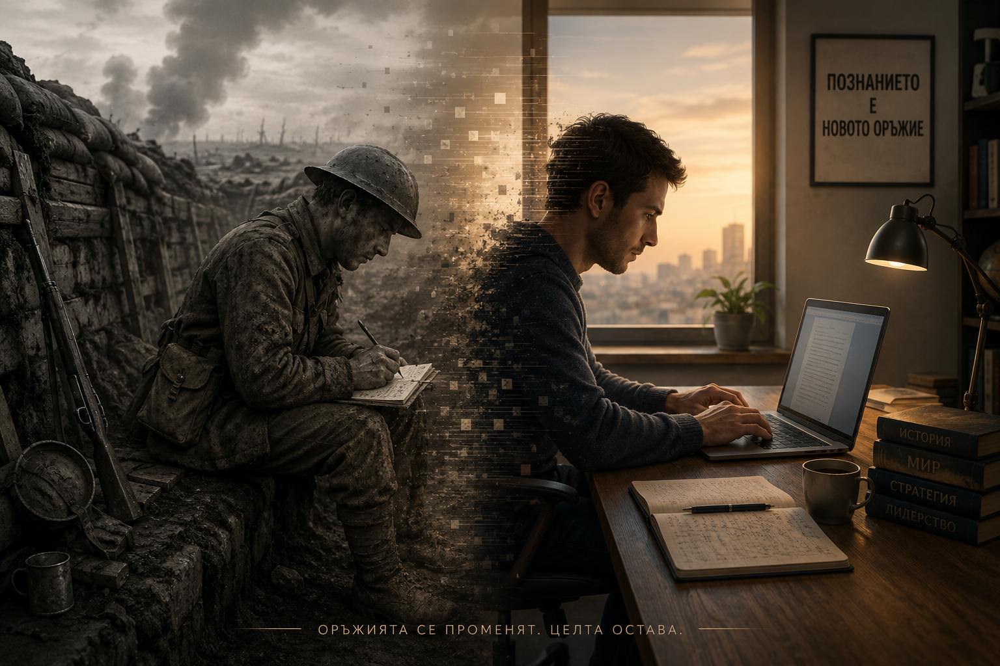 ПОЗНАНИЕТО
Е
НОВОТО ОРЪЖИЕ
ИСТОРИЯ
МИР
СТРАТЕГИЯ
ЛИДЕРСТВО
ОРЪЖИЯТА СЕ ПРОМЕНЯТ. ЦЕЛТА ОСТАВА.